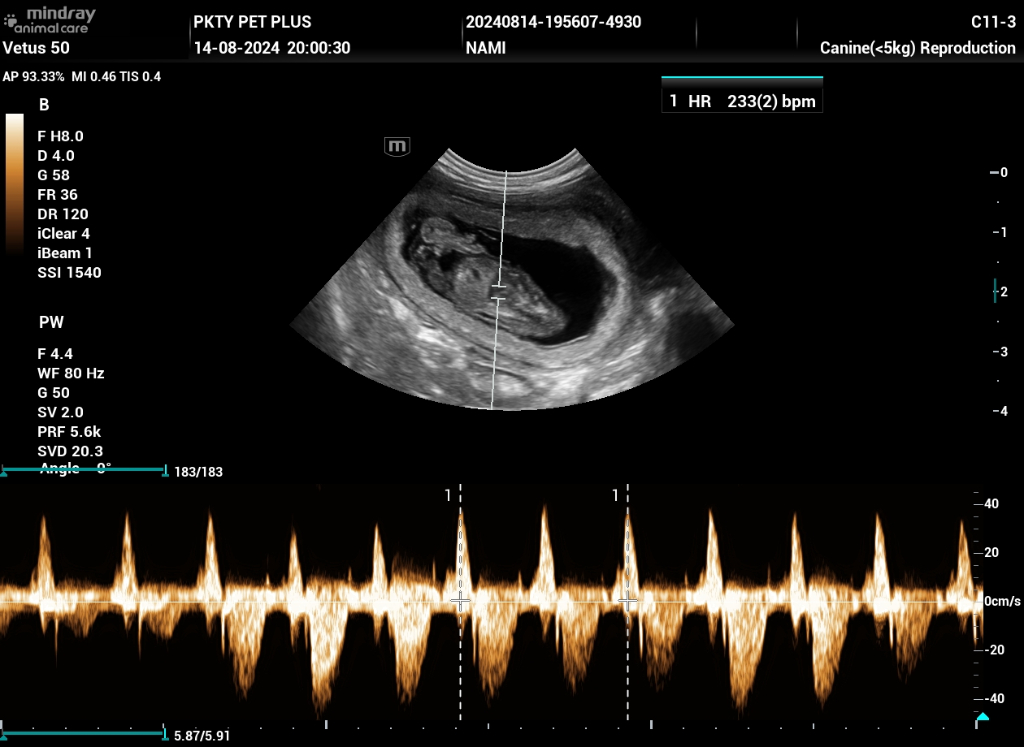 mindray
animalcare
Vetus 50
PKTY PET PLUS
14-08-2024 20:00:30
20240814-195607-4930
NAMI
C11-3
Canine(<5kg) Reproduction
AP 93.33% MI 0.46 TIS 0.4
1 HR 233(2) bpm
B
F H8.0
D 4.0
G 58
FR 36
DR 120
iClear 4
iBeam 1
SSI 1540
m
0
1
2
3
4
PW
F 4.4
WF 80 Hz
G 50
SV 2.0
PRF 5.6k
SVD 20.3
Angle 0°
183/183
1
1
40
20
0cm/s
-20
-40
5.87/5.91